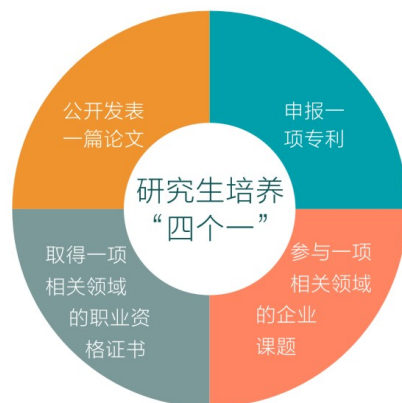 公开发表
一篇论文
申报一
项专利
研究生培养
“四个一”
取得一项
相关领域
的职业资
格证书
参与一项
相关领域
的企业
课题